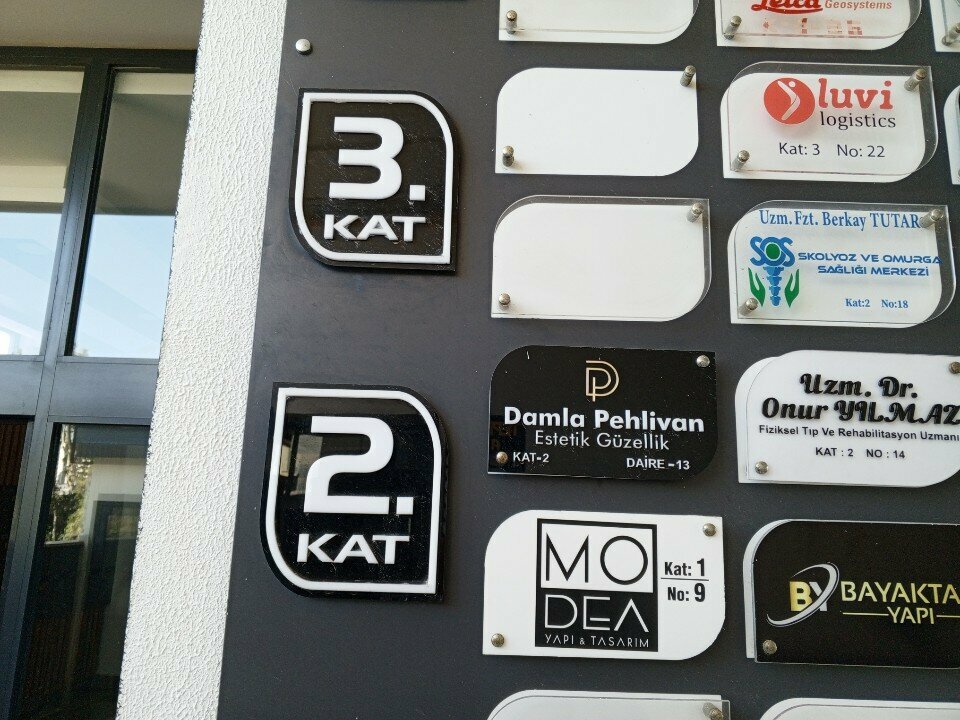 Leica
Geosystems
3.
KAT
luvi
logistics
Kat: 3 No: 22
Uzm. Fzt. Berkay TUTAR
SOS
SKOLYOZ VE OMURGA
SAĞLIĞI MERKEZİ
Kat:2 No:18
2.
KAT
DP
Damla Pehlivan
Estetik Güzellik
KAT-2 DAİRE-13
Uzm. Dr.
Onur YILMAZ
Fiziksel Tıp Ve Rehabilitasyon Uzmanı
KAT : 2 NO : 14
MO
DEA
YAPI & TASARIM
Kat: 1
No: 9
BY
BAYAKTA
YAPI